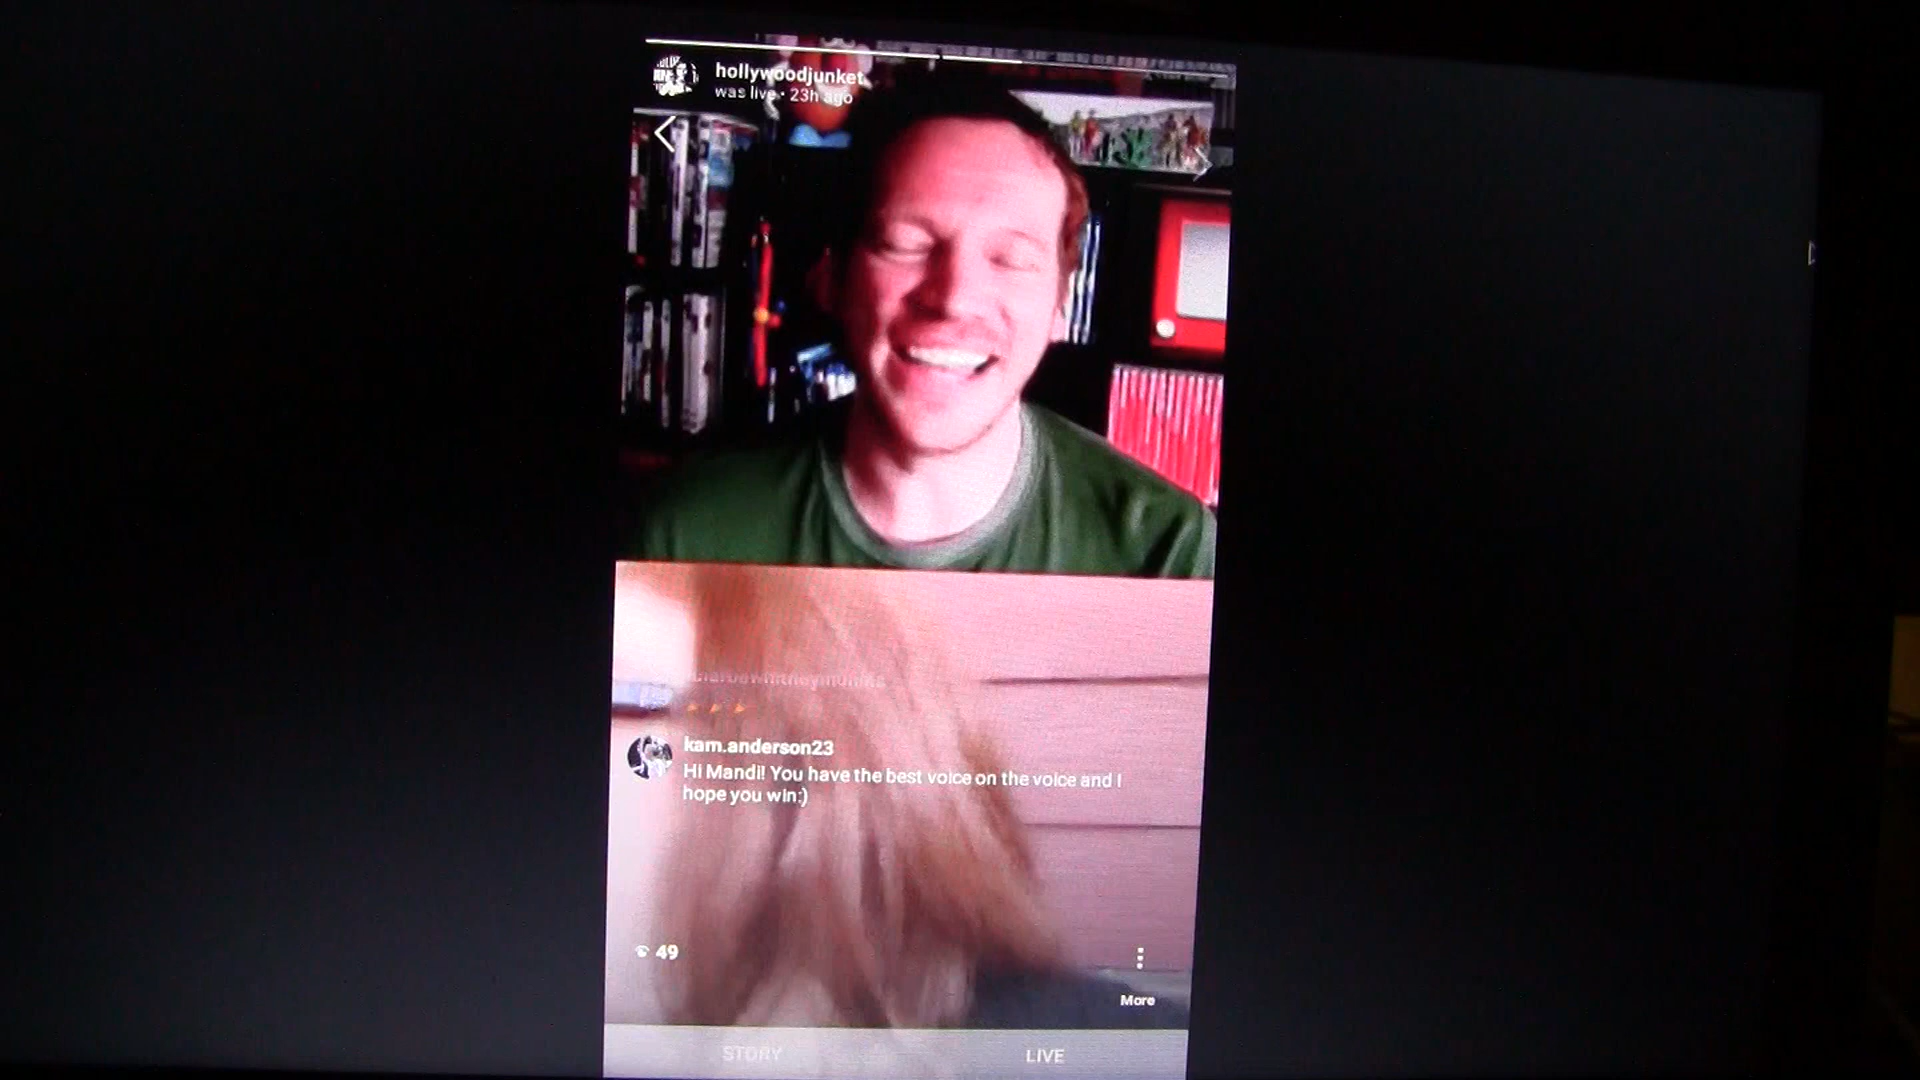 hollywoodjunket
was live • 23h ago
kam.anderson23
Hi Mandi! You have the best voice on the voice and I
hope you win:)
49
More
STORY
LIVE